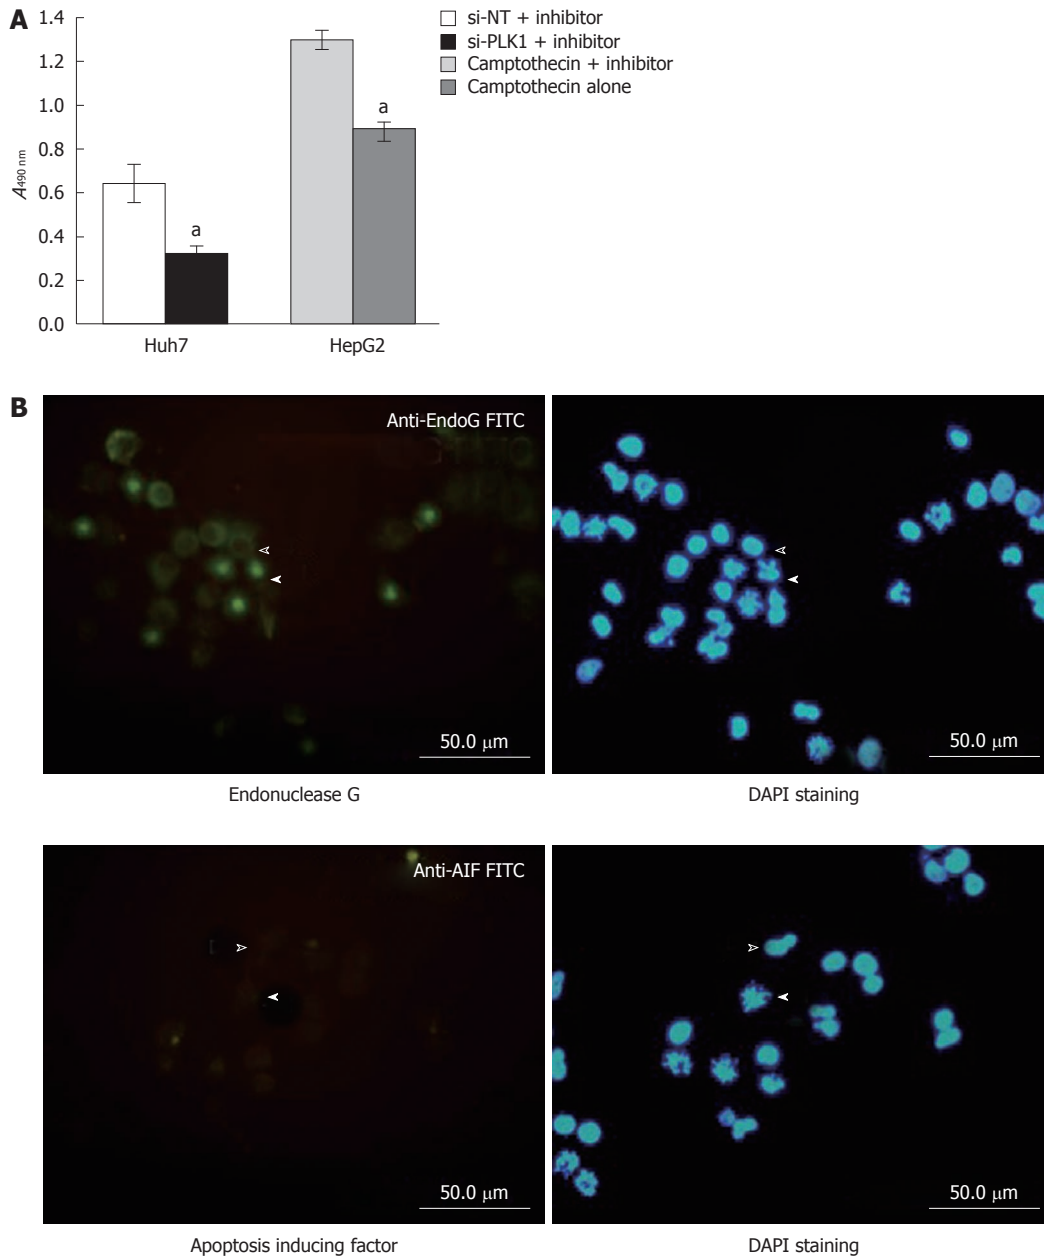 A
1.4
1.2
1.0
0.8
0.6
0.4
0.2
0.0
A490 nm
a
a
Huh7
HepG2
si-NT + inhibitor
si-PLK1 + inhibitor
Camptothecin + inhibitor
Camptothecin alone
B
Anti-EndoG FITC
50.0 μm
50.0 μm
Endonuclease G
DAPI staining
Anti-AIF FITC
50.0 μm
50.0 μm
Apoptosis inducing factor
DAPI staining